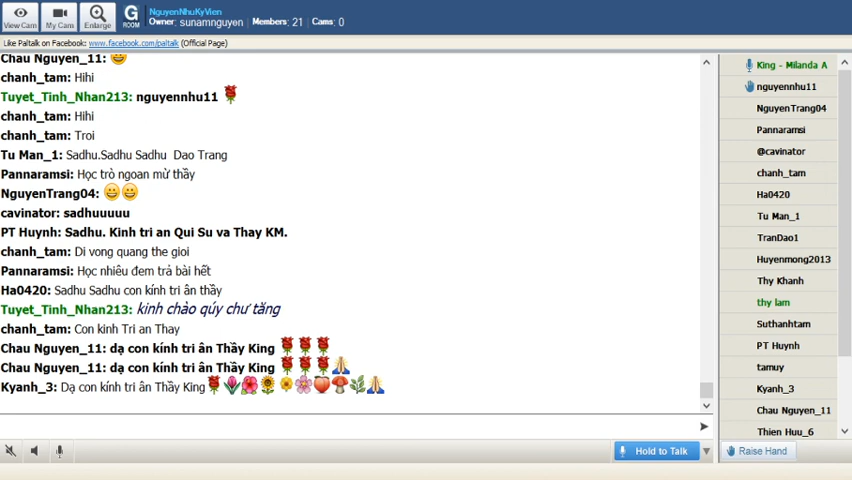 View Cam
My Cam
Enlarge
G
ROOM
NguyenNhuKyVien
Owner: sunamnguyen Members: 21 Cams: 0
Like Paltalk on Facebook: www.facebook.com/paltalk (Official Page)
Chau Nguyen_11:
chanh_tam: Hihi
Tuyet_Tinh_Nhan213: nguyennhu11
chanh_tam: Hihi
chanh_tam: Troi
Tu Man_1: Sadhu.Sadhu Sadhu Dao Trang
Pannaramsi: Học trò ngoan mừ thầy
NguyenTrang04:
cavinator: sadhuuuuu
PT Huynh: Sadhu. Kinh tri an Qui Su va Thay KM.
chanh_tam: Di vong quang the gioi
Pannaramsi: Học nhiêu đem trả bài hết
Ha0420: Sadhu Sadhu con kính tri ân thầy
Tuyet_Tinh_Nhan213: kinh chào qúy chư tăng
chanh_tam: Con kinh Tri an Thay
Chau Nguyen_11: dạ con kính tri ân Thầy King
Chau Nguyen_11: dạ con kính tri ân Thầy King
Kyanh_3: Dạ con kính tri ân Thầy King
Hold to Talk
King - Milanda A
nguyennhu11
NguyenTrang04
Pannaramsi
@cavinator
chanh_tam
Ha0420
Tu Man_1
TranDao1
Huyenmong2013
Thy Khanh
thy lam
Suthanhtam
PT Huynh
tamuy
Kyanh_3
Chau Nguyen_11
Thien Huu_6
Raise Hand